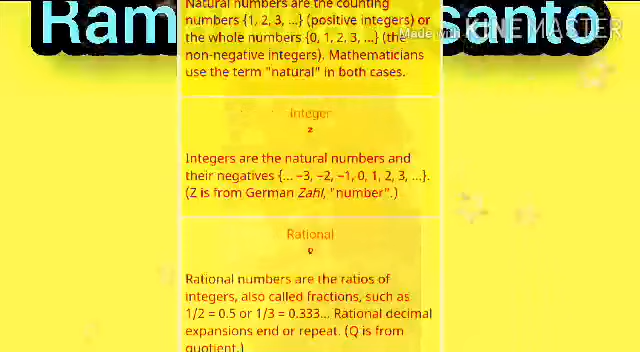 Ram santo
Natural numbers are the counting
numbers {1, 2, 3, ...} (positive integers) or
the whole numbers {0, 1, 2, 3, ...} (the
Made with KINEMASTER
non-negative integers). Mathematicians
use the term "natural" in both cases.
Integer
z
Integers are the natural numbers and
their negatives {... −3, −2, −1, 0, 1, 2, 3, ...}.
(Z is from German Zahl, "number".)
Rational
Q
Rational numbers are the ratios of
integers, also called fractions, such as
1/2 = 0.5 or 1/3 = 0.333... Rational decimal
expansions end or repeat. (Q is from
quotient.)